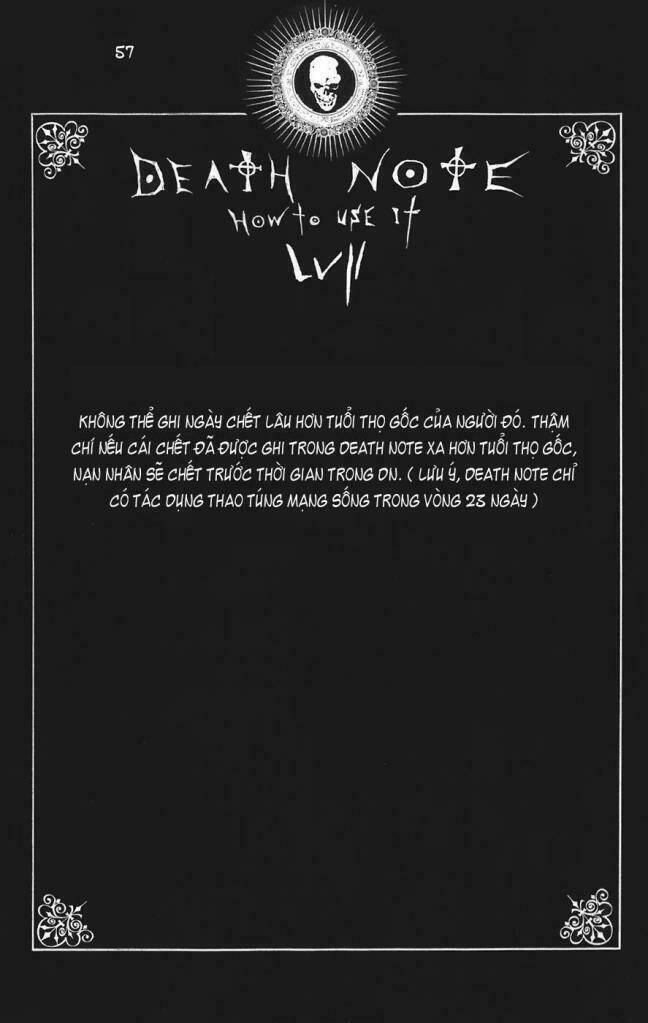 57
DEATH NOTE
HOW TO USE IT
LVII
KHÔNG THỂ GHI NGÀY CHẾT LÂU HƠN TUỔI THỌ GỐC CỦA NGƯỜI ĐÓ. THẬM
CHÍ NẾU CÁI CHẾT ĐÃ ĐƯỢC GHI TRONG DEATH NOTE XA HƠN TUỔI THỌ GỐC,
NẠN NHÂN SẼ CHẾT TRƯỚC THỜI GIAN TRONG DN. ( LƯU Ý, DEATH NOTE CHỈ
CÓ TÁC DỤNG THAO TÚNG MẠNG SỐNG TRONG VÒNG 23 NGÀY )